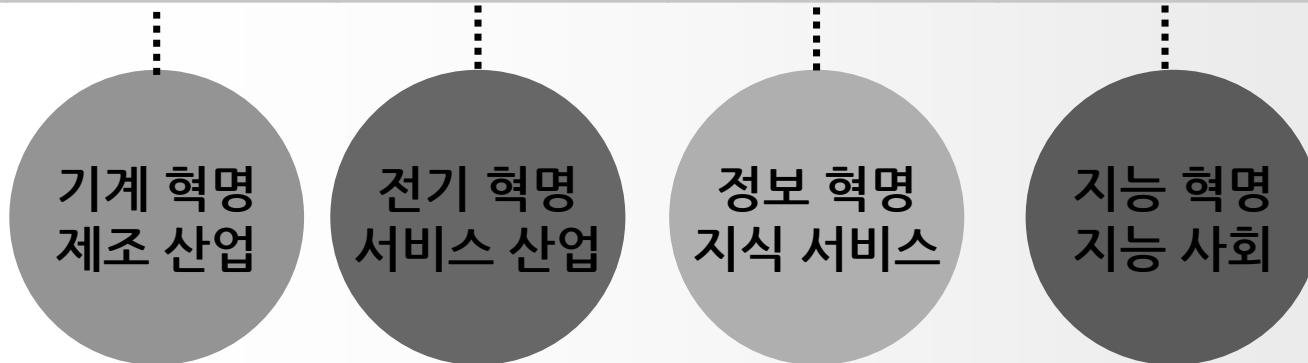 기계 혁명
제조 산업
전기 혁명
서비스 산업
정보 혁명
지식 서비스
지능 혁명
지능 사회